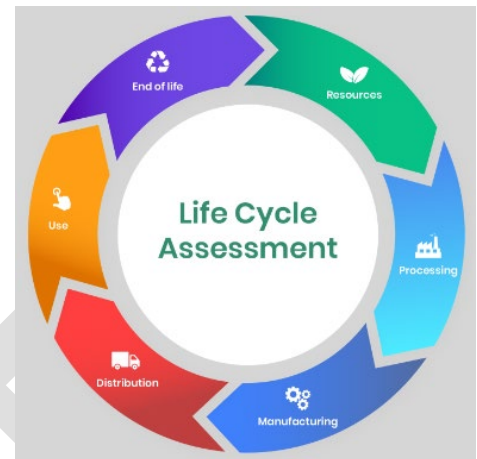 Life Cycle
Assessment
Resources
Processing
Manufacturing
Distribution
Use
End of life